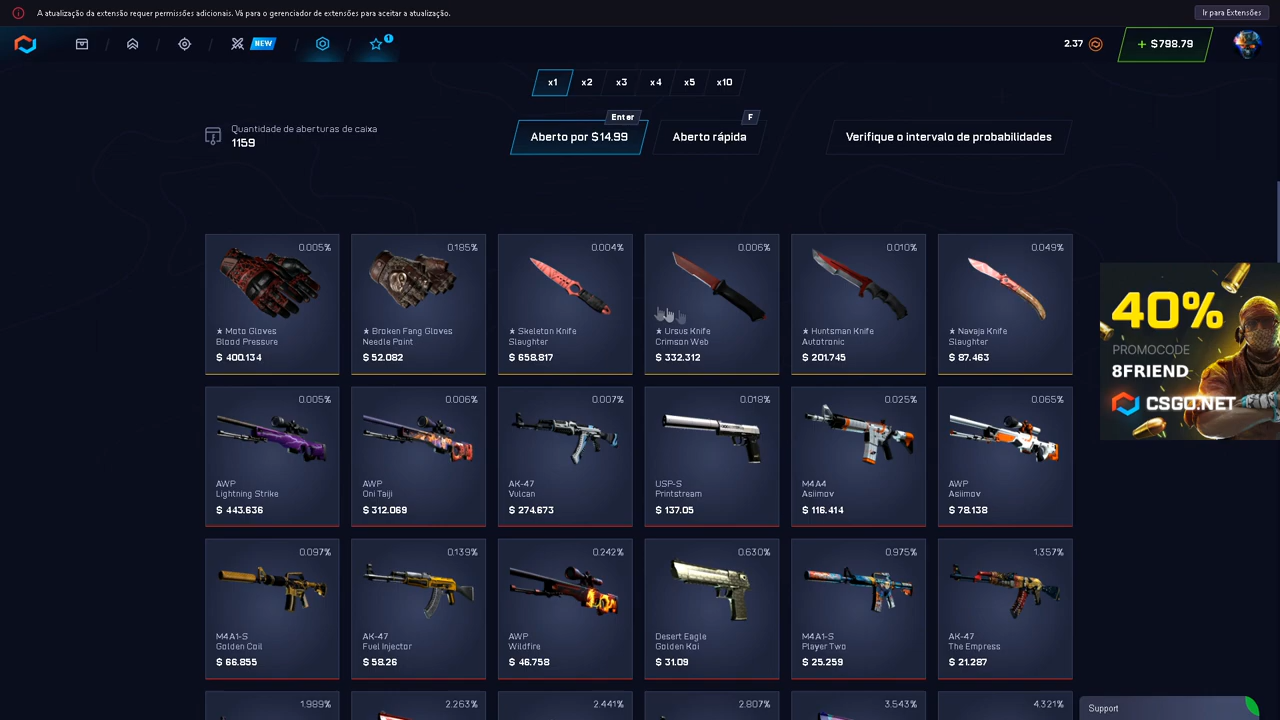 A atualização da extensão requer permissões adicionais. Vá para o gerenciador de extensões para aceitar a atualização.
Ir para Extensões
NEW
1
2.37
+ $798.79
x1
x2
x3
x4
x5
x10
Quantidade de aberturas de caixa
1159
Enter
Aberto por $14.99
F
Aberto rápida
Verifique o intervalo de probabilidades
0.005%
★ Moto Gloves
Blood Pressure
$ 400.134
0.185%
★ Broken Fang Gloves
Needle Point
$ 52.082
0.004%
★ Skeleton Knife
Slaughter
$ 658.817
0.006%
★ Ursus Knife
Crimson Web
$ 332.312
0.010%
★ Huntsman Knife
Autotronic
$ 201.745
0.049%
★ Navaja Knife
Slaughter
$ 87.463
40%
PROMOCODE
8FRIEND
CSGO.NET
0.005%
AWP
Lightning Strike
$ 443.636
0.006%
AWP
Oni Taiji
$ 312.069
0.007%
AK-47
Vulcan
$ 274.673
0.018%
USP-S
Printstream
$ 137.05
0.025%
M4A4
Asiimov
$ 116.414
0.065%
AWP
Asiimov
$ 78.138
0.097%
M4A1-S
Golden Coil
$ 66.855
0.139%
AK-47
Fuel Injector
$ 58.26
0.242%
AWP
Wildfire
$ 46.758
0.630%
Desert Eagle
Golden Koi
$ 31.09
0.975%
M4A1-S
Player Two
$ 25.259
1.357%
AK-47
The Empress
$ 21.287
1.989%
2.263%
2.441%
2.807%
3.543%
4.321%
Support